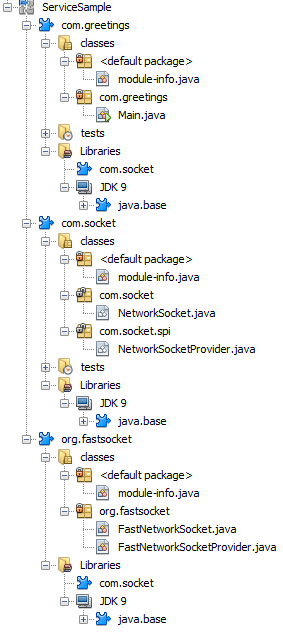 ServiceSample
com.greetings
classes
<default package>
module-info.java
com.greetings
Main.java
tests
Libraries
com.socket
JDK 9
java.base
com.socket
classes
<default package>
module-info.java
com.socket
NetworkSocket.java
com.socket.spi
NetworkSocketProvider.java
tests
Libraries
JDK 9
java.base
org.fastsocket
classes
<default package>
module-info.java
org.fastsocket
FastNetworkSocket.java
FastNetworkSocketProvider.java
Libraries
com.socket
JDK 9
java.base